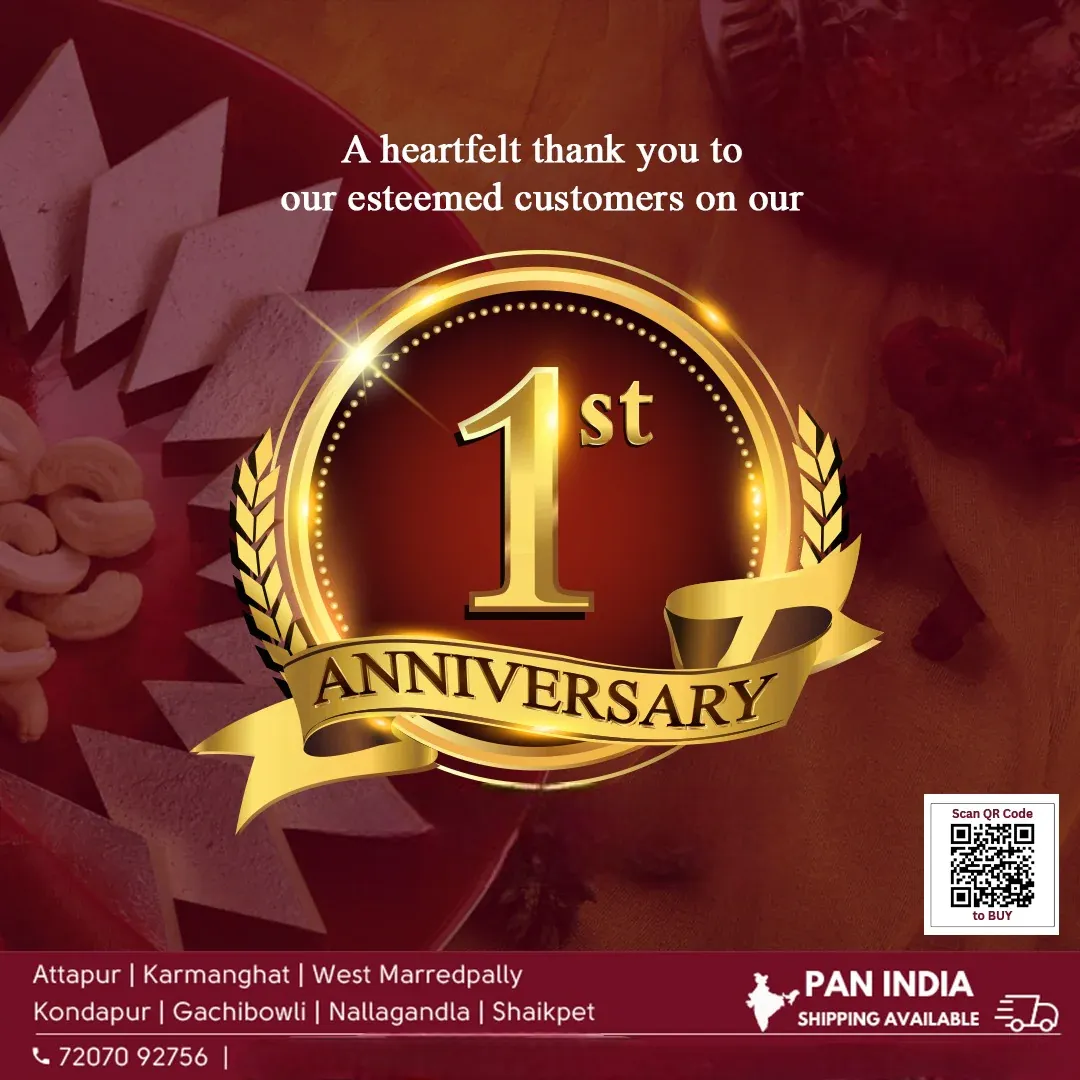 A heartfelt thank you to
our esteemed customers on our
1st
ANNIVERSARY
Scan QR Code
to BUY
Attapur | Karmanghat | West Marredpally
Kondapur | Gachibowli | Nallagandla | Shaikpet
72070 92756 |
PAN INDIA
SHIPPING AVAILABLE